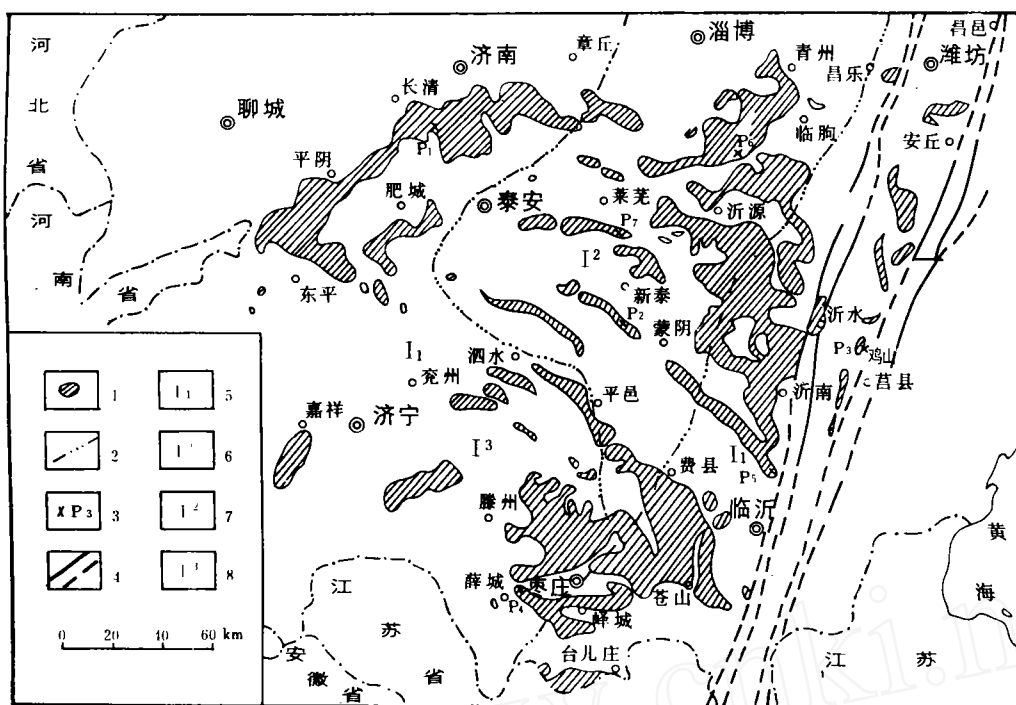 河
北
省
河
南
省
聊城
济南
章丘
淄博
青州
昌乐
昌邑
潍坊
长清
临朐
安丘
平阴
P₁
P₆
肥城
泰安
莱芜
沂源
P₇
I²
东平
新泰
P₂
蒙阴
沂水
P₃
鸡山
莒县
I₁
泗水
兖州
平邑
沂南
嘉祥
济宁
I³
费县
I₁
P₅
滕州
临沂
薛城
P₄
枣庄
苍山
峄城
台儿庄
黄
海
江
苏
省
安
徽
省
江 苏
1
I₁ 5
2
6
x P₃ 3
7
4
8
0 20 40 60 km